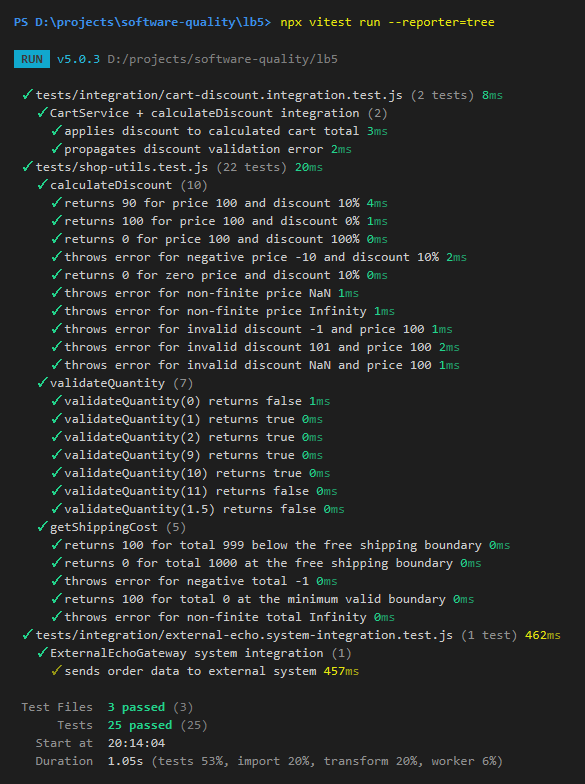 PS D:\projects\software-quality\lb5> npx vitest run --reporter=tree
RUN v5.0.3 D:/projects/software-quality/lb5
✓ tests/integration/cart-discount.integration.test.js (2 tests) 8ms
✓ CartService + calculateDiscount integration (2)
✓ applies discount to calculated cart total 3ms
✓ propagates discount validation error 2ms
✓ tests/shop-utils.test.js (22 tests) 20ms
✓ calculateDiscount (10)
✓ returns 90 for price 100 and discount 10% 4ms
✓ returns 100 for price 100 and discount 0% 1ms
✓ returns 0 for price 100 and discount 100% 0ms
✓ throws error for negative price -10 and discount 10% 2ms
✓ returns 0 for zero price and discount 10% 0ms
✓ throws error for non-finite price NaN 1ms
✓ throws error for non-finite price Infinity 1ms
✓ throws error for invalid discount -1 and price 100 1ms
✓ throws error for invalid discount 101 and price 100 2ms
✓ throws error for invalid discount NaN and price 100 1ms
✓ validateQuantity (7)
✓ validateQuantity(0) returns false 1ms
✓ validateQuantity(1) returns true 0ms
✓ validateQuantity(2) returns true 0ms
✓ validateQuantity(9) returns true 0ms
✓ validateQuantity(10) returns true 0ms
✓ validateQuantity(11) returns false 0ms
✓ validateQuantity(1.5) returns false 0ms
✓ getShippingCost (5)
✓ returns 100 for total 999 below the free shipping boundary 0ms
✓ returns 0 for total 1000 at the free shipping boundary 0ms
✓ throws error for negative total -1 0ms
✓ returns 100 for total 0 at the minimum valid boundary 0ms
✓ throws error for non-finite total Infinity 0ms
✓ tests/integration/external-echo.system-integration.test.js (1 test) 462ms
✓ ExternalEchoGateway system integration (1)
✓ sends order data to external system 457ms
Test Files 3 passed (3)
Tests 25 passed (25)
Start at 20:14:04
Duration 1.05s (tests 53%, import 20%, transform 20%, worker 6%)